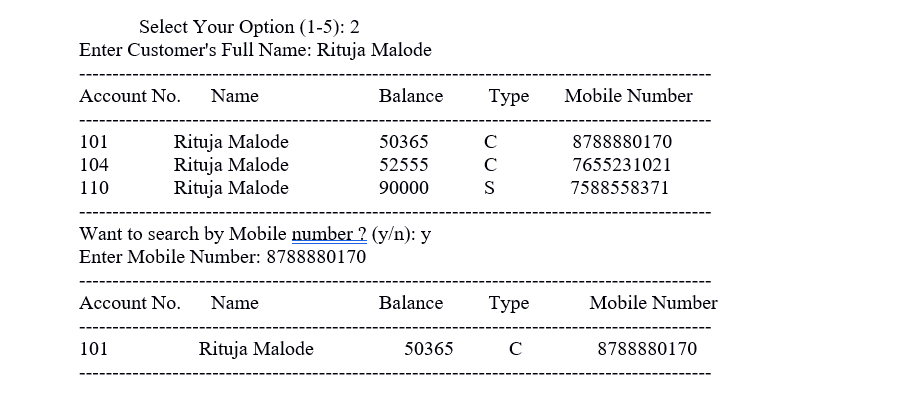 Select Your Option (1-5): 2
Enter Customer's Full Name: Rituja Malode
--------------------------------------------------------------------------------
Account No. Name Balance Type Mobile Number
--------------------------------------------------------------------------------
101 Rituja Malode 50365 C 8788880170
104 Rituja Malode 52555 C 7655231021
110 Rituja Malode 90000 S 7588558371
--------------------------------------------------------------------------------
Want to search by Mobile number ? (y/n): y
Enter Mobile Number: 8788880170
--------------------------------------------------------------------------------
Account No. Name Balance Type Mobile Number
--------------------------------------------------------------------------------
101 Rituja Malode 50365 C 8788880170
--------------------------------------------------------------------------------